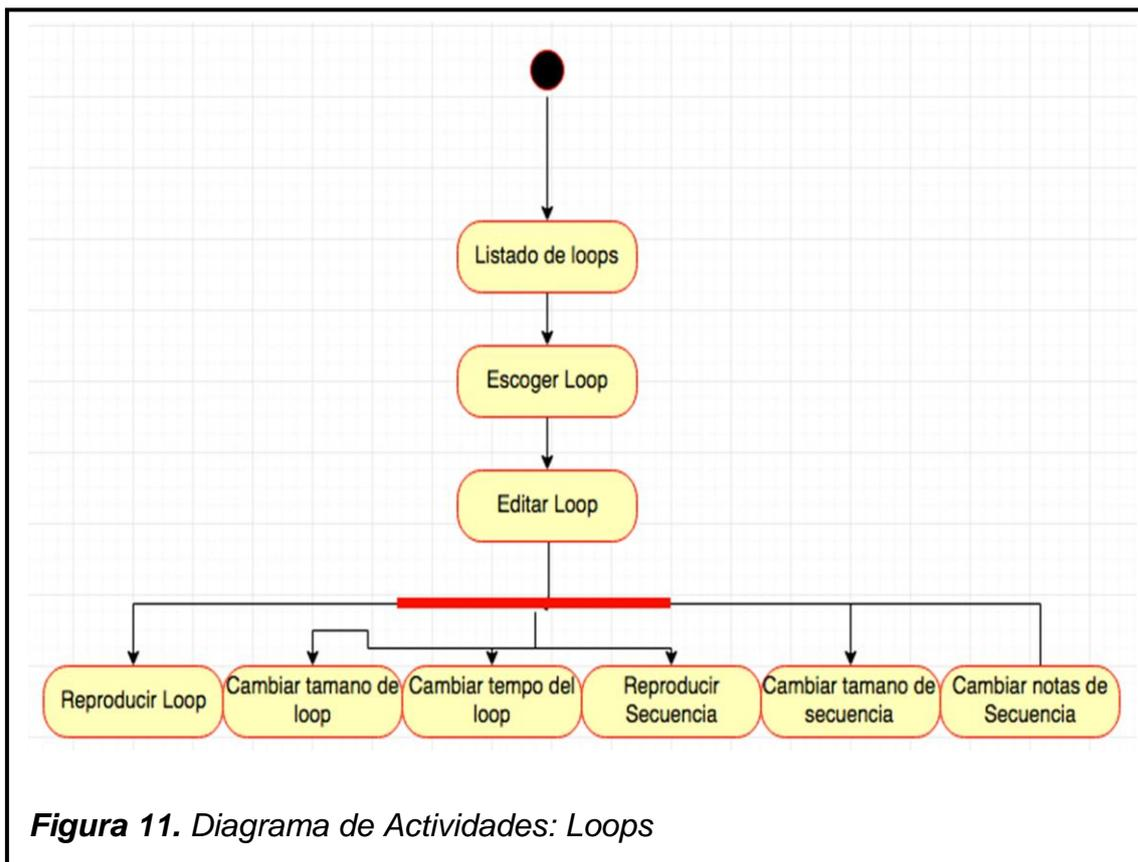 Listado de loops
Escoger Loop
Editar Loop
Reproducir Loop
Cambiar tamano de
loop
Cambiar tempo del
loop
Reproducir
Secuencia
Cambiar tamano de
secuencia
Cambiar notas de
Secuencia
Figura 11. Diagrama de Actividades: Loops